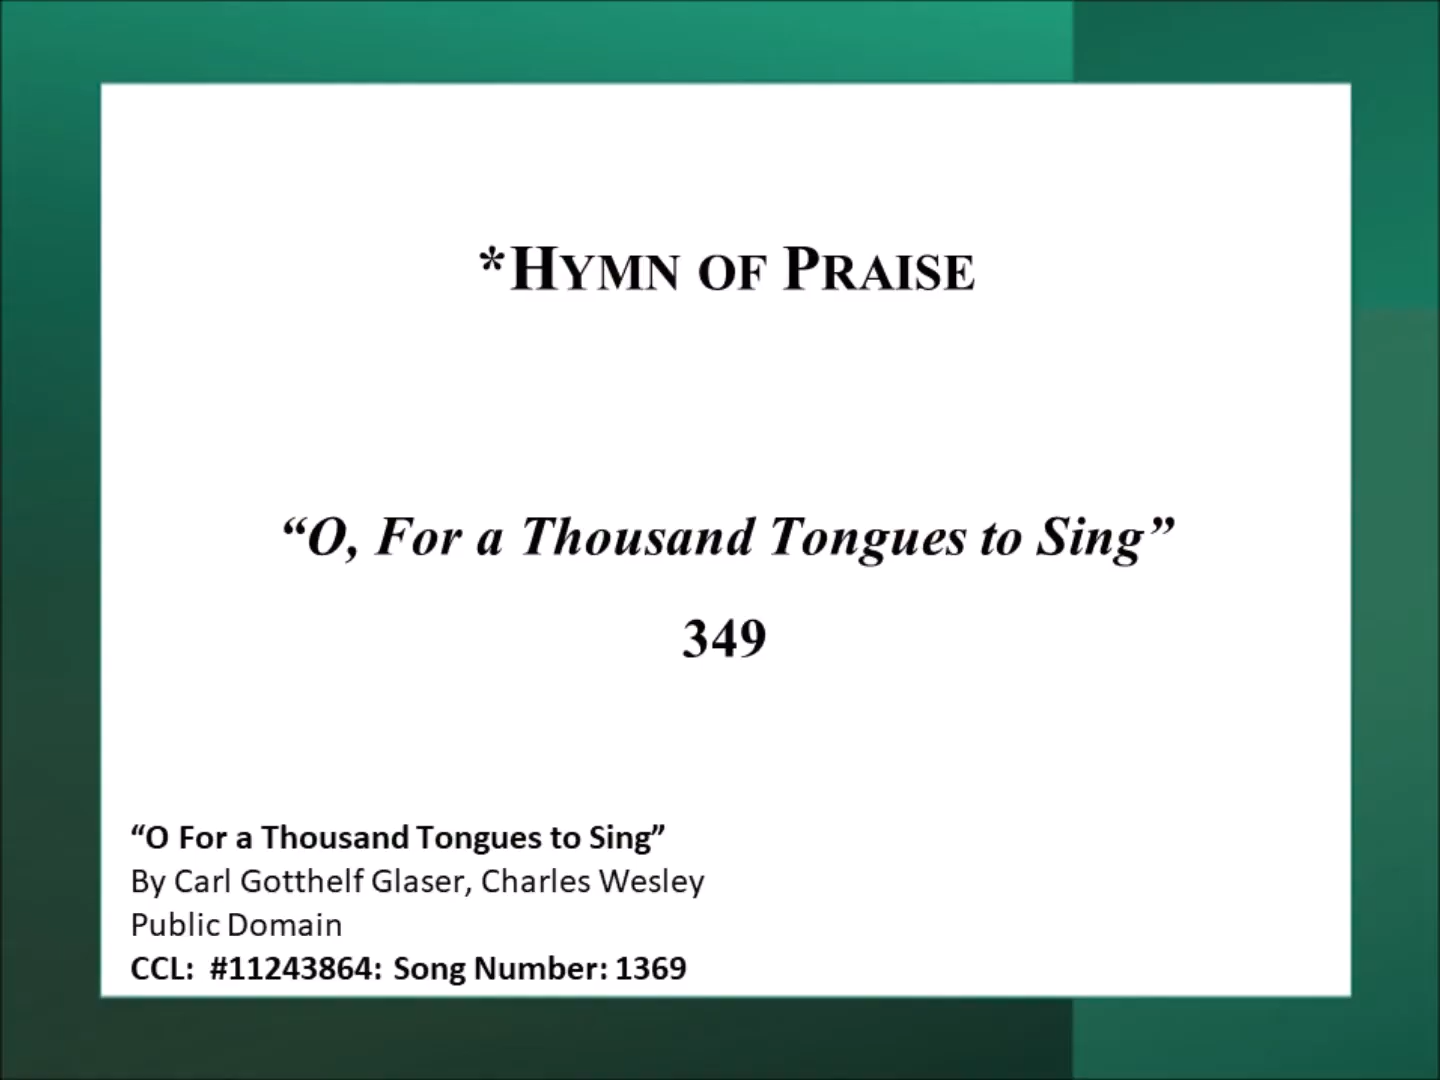 *HYMN OF PRAISE
“O, For a Thousand Tongues to Sing”
349
“O For a Thousand Tongues to Sing”
By Carl Gotthelf Glaser, Charles Wesley
Public Domain
CCL:  #11243864: Song Number: 1369